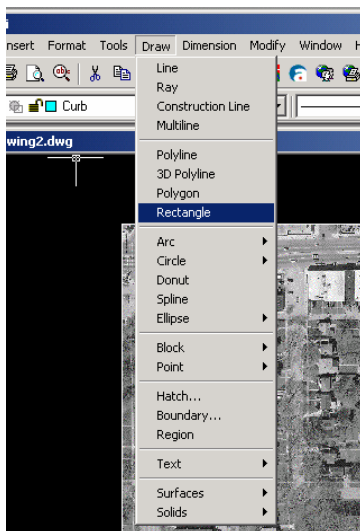 nsert Format Tools Draw Dimension Modify Window H
Curb
wing2.dwg
Line
Ray
Construction Line
Multiline
Polyline
3D Polyline
Polygon
Rectangle
Arc
Circle
Donut
Spline
Ellipse
Block
Point
Hatch...
Boundary...
Region
Text
Surfaces
Solids